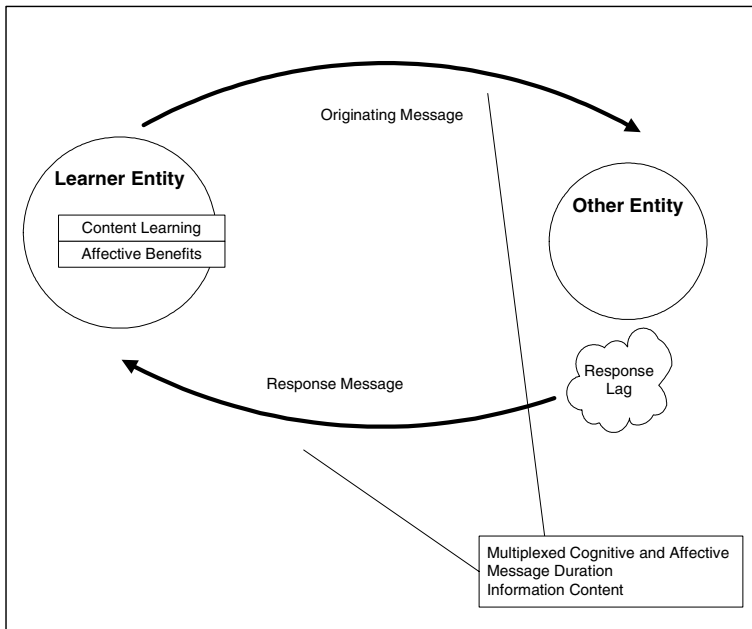 Originating Message
Learner Entity
Content Learning
Affective Benefits
Other Entity
Response Message
Response
Lag
Multiplexed Cognitive and Affective
Message Duration
Information Content